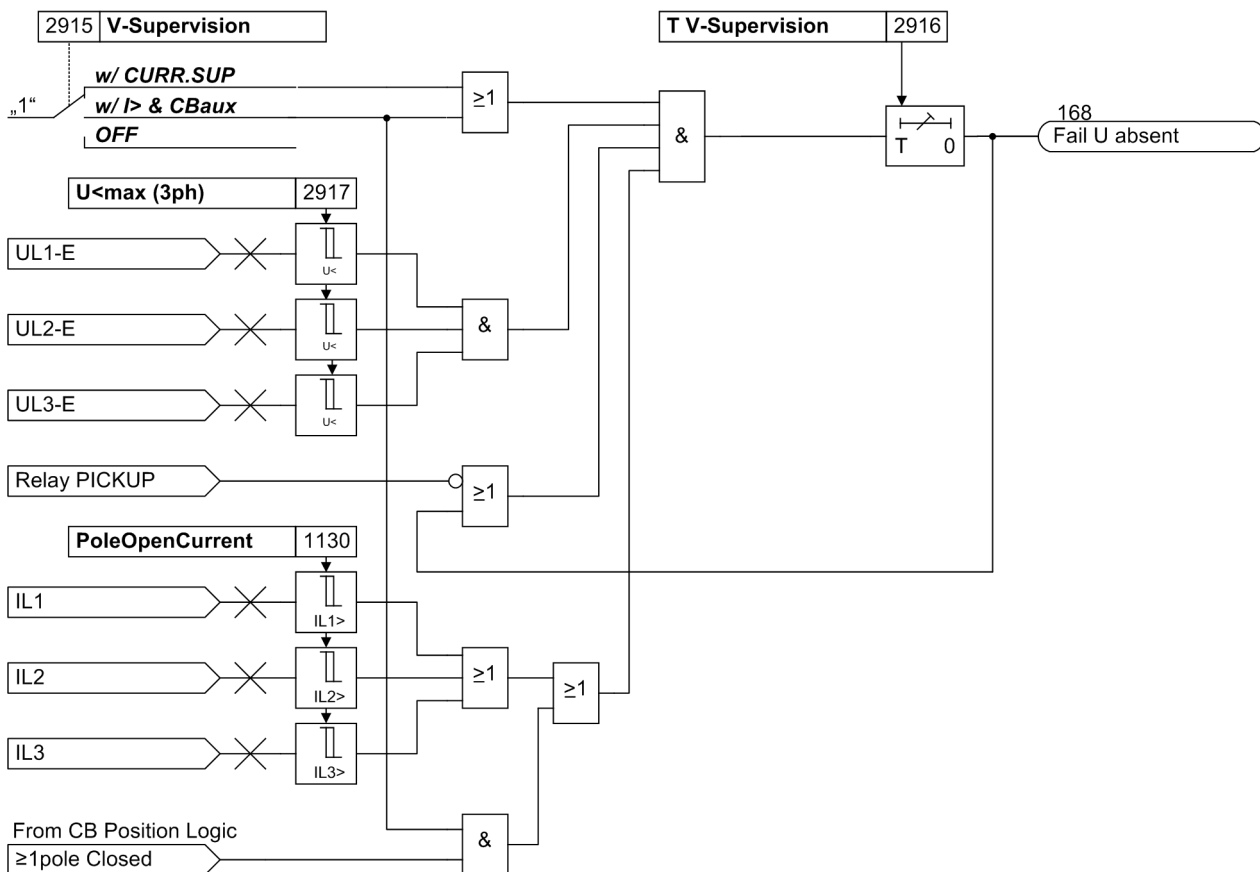 2915 V-Supervision
T V-Supervision 2916
w/ CURR.SUP
„1“
w/ I> & CBaux
OFF
≥1
&
T 0
168
Fail U absent
U<max (3ph) 2917
UL1-E
U<
UL2-E
U<
&
UL3-E
U<
Relay PICKUP
≥1
PoleOpenCurrent 1130
IL1
IL1>
IL2
IL2>
≥1
≥1
IL3
IL3>
From CB Position Logic
≥1pole Closed
&